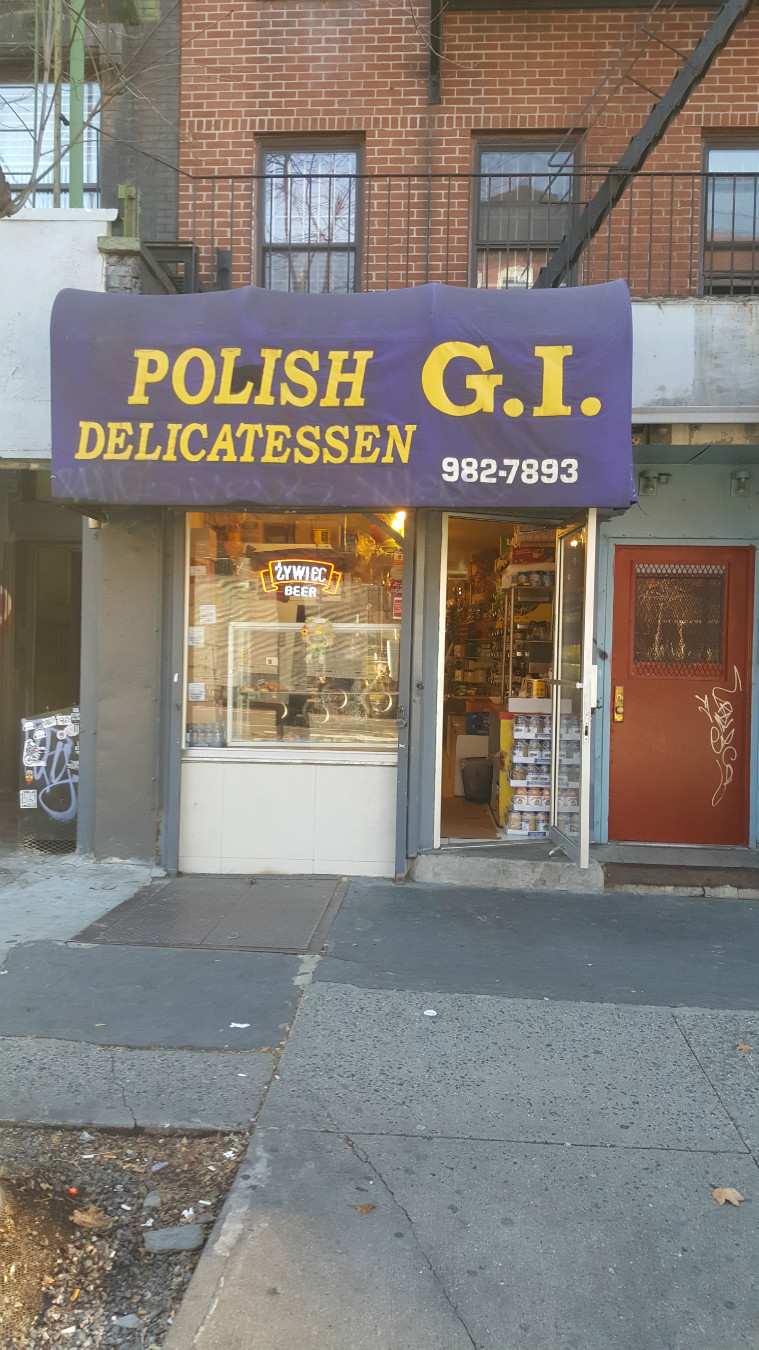 POLISH G.I.
DELICATESSEN
982-7893
ŻYWIEC
BEER